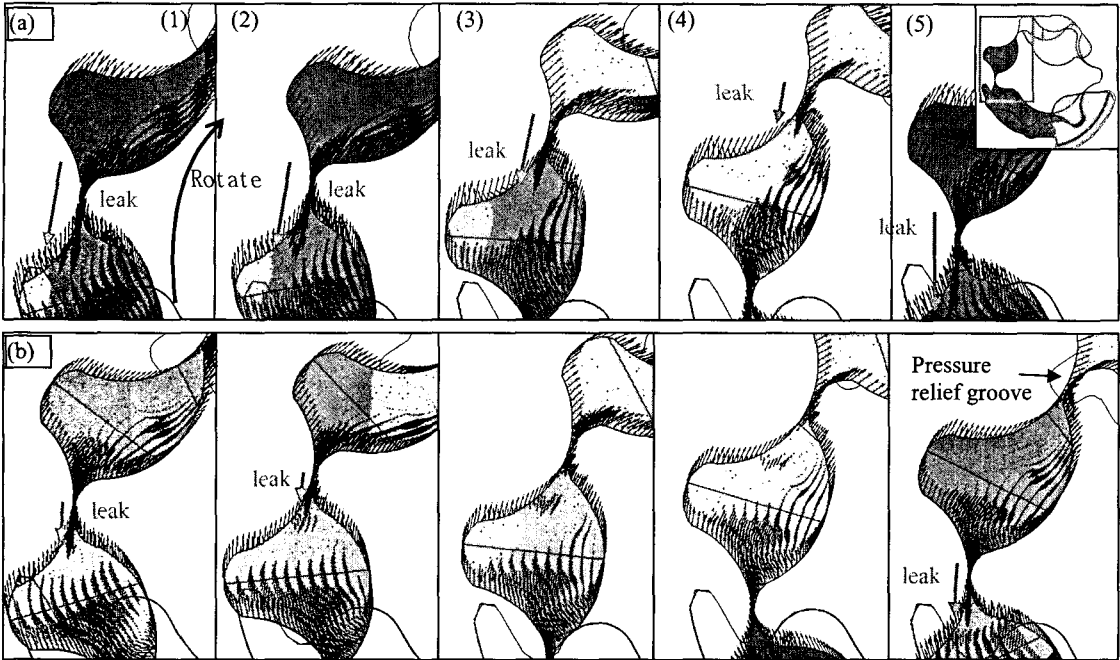 (a)
(1)
(2)
(3)
(4)
(5)
leak
Rotate
leak
leak
leak
leak
(b)
leak
leak
Pressure
relief groove
leak